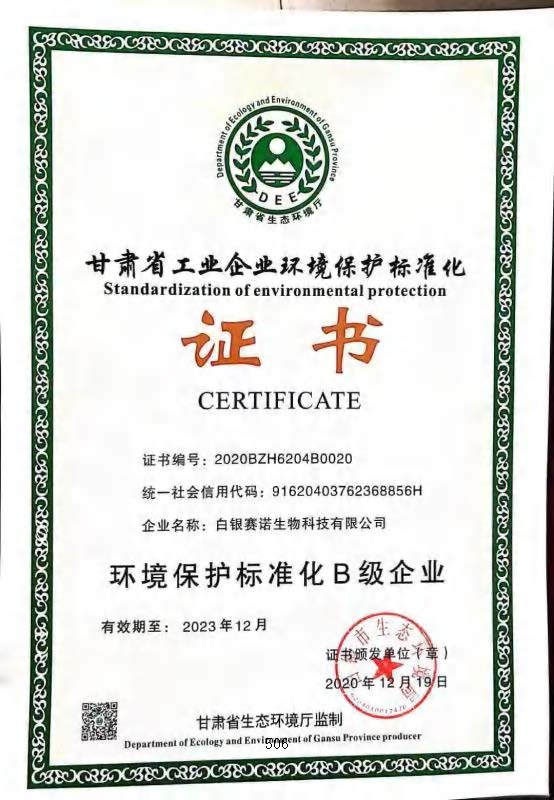 Department of Ecology and Environment of Gansu Province
DEE
甘肃省生态环境厅
甘肃省工业企业环境保护标准化
Standardization of environmental protection
证书
CERTIFICATE
证书编号：2020BZH6204B0020
统一社会信用代码：91620403762368856H
企业名称：白银赛诺生物科技有限公司
环境保护标准化B级企业
有效期至：2023年12月
市生态环境局
证书颁发单位（章）
2020年12月19日
甘肃省生态环境厅监制
Department of Ecology and Environment of Gansu Province producer
506